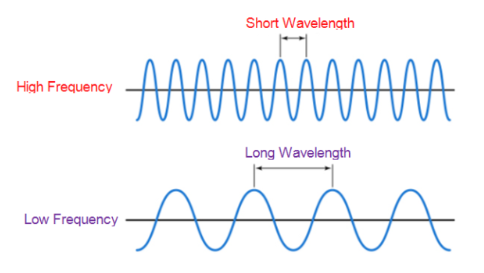 Short Wavelength
High Frequency
Long Wavelength
Low Frequency